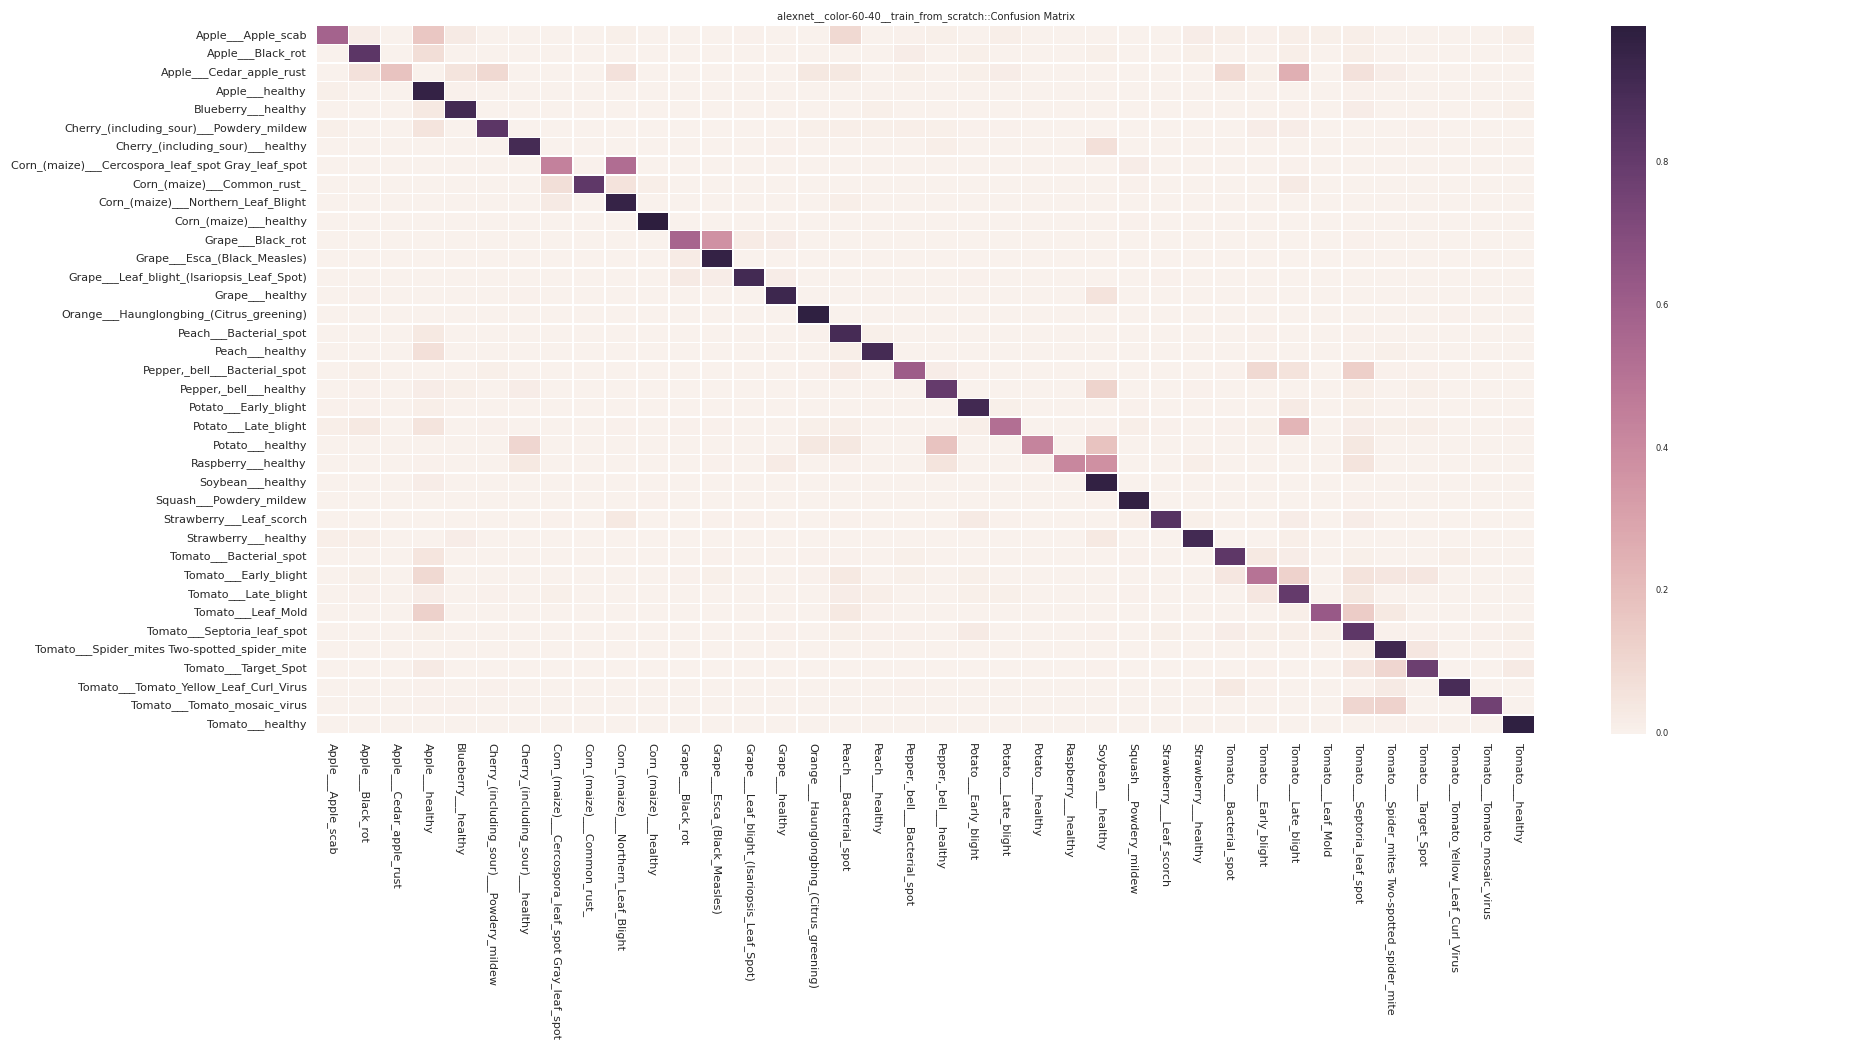 alexnet__color-60-40__train_from_scratch::Confusion Matrix
Apple___Apple_scab
Apple___Black_rot
Apple___Cedar_apple_rust
Apple___healthy
Blueberry___healthy
Cherry_(including_sour)___Powdery_mildew
Cherry_(including_sour)___healthy
Corn_(maize)___Cercospora_leaf_spot Gray_leaf_spot
Corn_(maize)___Common_rust_
Corn_(maize)___Northern_Leaf_Blight
Corn_(maize)___healthy
Grape___Black_rot
Grape___Esca_(Black_Measles)
Grape___Leaf_blight_(Isariopsis_Leaf_Spot)
Grape___healthy
Orange___Haunglongbing_(Citrus_greening)
Peach___Bacterial_spot
Peach___healthy
Pepper,_bell___Bacterial_spot
Pepper,_bell___healthy
Potato___Early_blight
Potato___Late_blight
Potato___healthy
Raspberry___healthy
Soybean___healthy
Squash___Powdery_mildew
Strawberry___Leaf_scorch
Strawberry___healthy
Tomato___Bacterial_spot
Tomato___Early_blight
Tomato___Late_blight
Tomato___Leaf_Mold
Tomato___Septoria_leaf_spot
Tomato___Spider_mites Two-spotted_spider_mite
Tomato___Target_Spot
Tomato___Tomato_Yellow_Leaf_Curl_Virus
Tomato___Tomato_mosaic_virus
Tomato___healthy
Apple___Apple_scab
Apple___Black_rot
Apple___Cedar_apple_rust
Apple___healthy
Blueberry___healthy
Cherry_(including_sour)___Powdery_mildew
Cherry_(including_sour)___healthy
Corn_(maize)___Cercospora_leaf_spot Gray_leaf_spot
Corn_(maize)___Common_rust_
Corn_(maize)___Northern_Leaf_Blight
Corn_(maize)___healthy
Grape___Black_rot
Grape___Esca_(Black_Measles)
Grape___Leaf_blight_(Isariopsis_Leaf_Spot)
Grape___healthy
Orange___Haunglongbing_(Citrus_greening)
Peach___Bacterial_spot
Peach___healthy
Pepper,_bell___Bacterial_spot
Pepper,_bell___healthy
Potato___Early_blight
Potato___Late_blight
Potato___healthy
Raspberry___healthy
Soybean___healthy
Squash___Powdery_mildew
Strawberry___Leaf_scorch
Strawberry___healthy
Tomato___Bacterial_spot
Tomato___Early_blight
Tomato___Late_blight
Tomato___Leaf_Mold
Tomato___Septoria_leaf_spot
Tomato___Spider_mites Two-spotted_spider_mite
Tomato___Target_Spot
Tomato___Tomato_Yellow_Leaf_Curl_Virus
Tomato___Tomato_mosaic_virus
Tomato___healthy
0.8
0.6
0.4
0.2
0.0